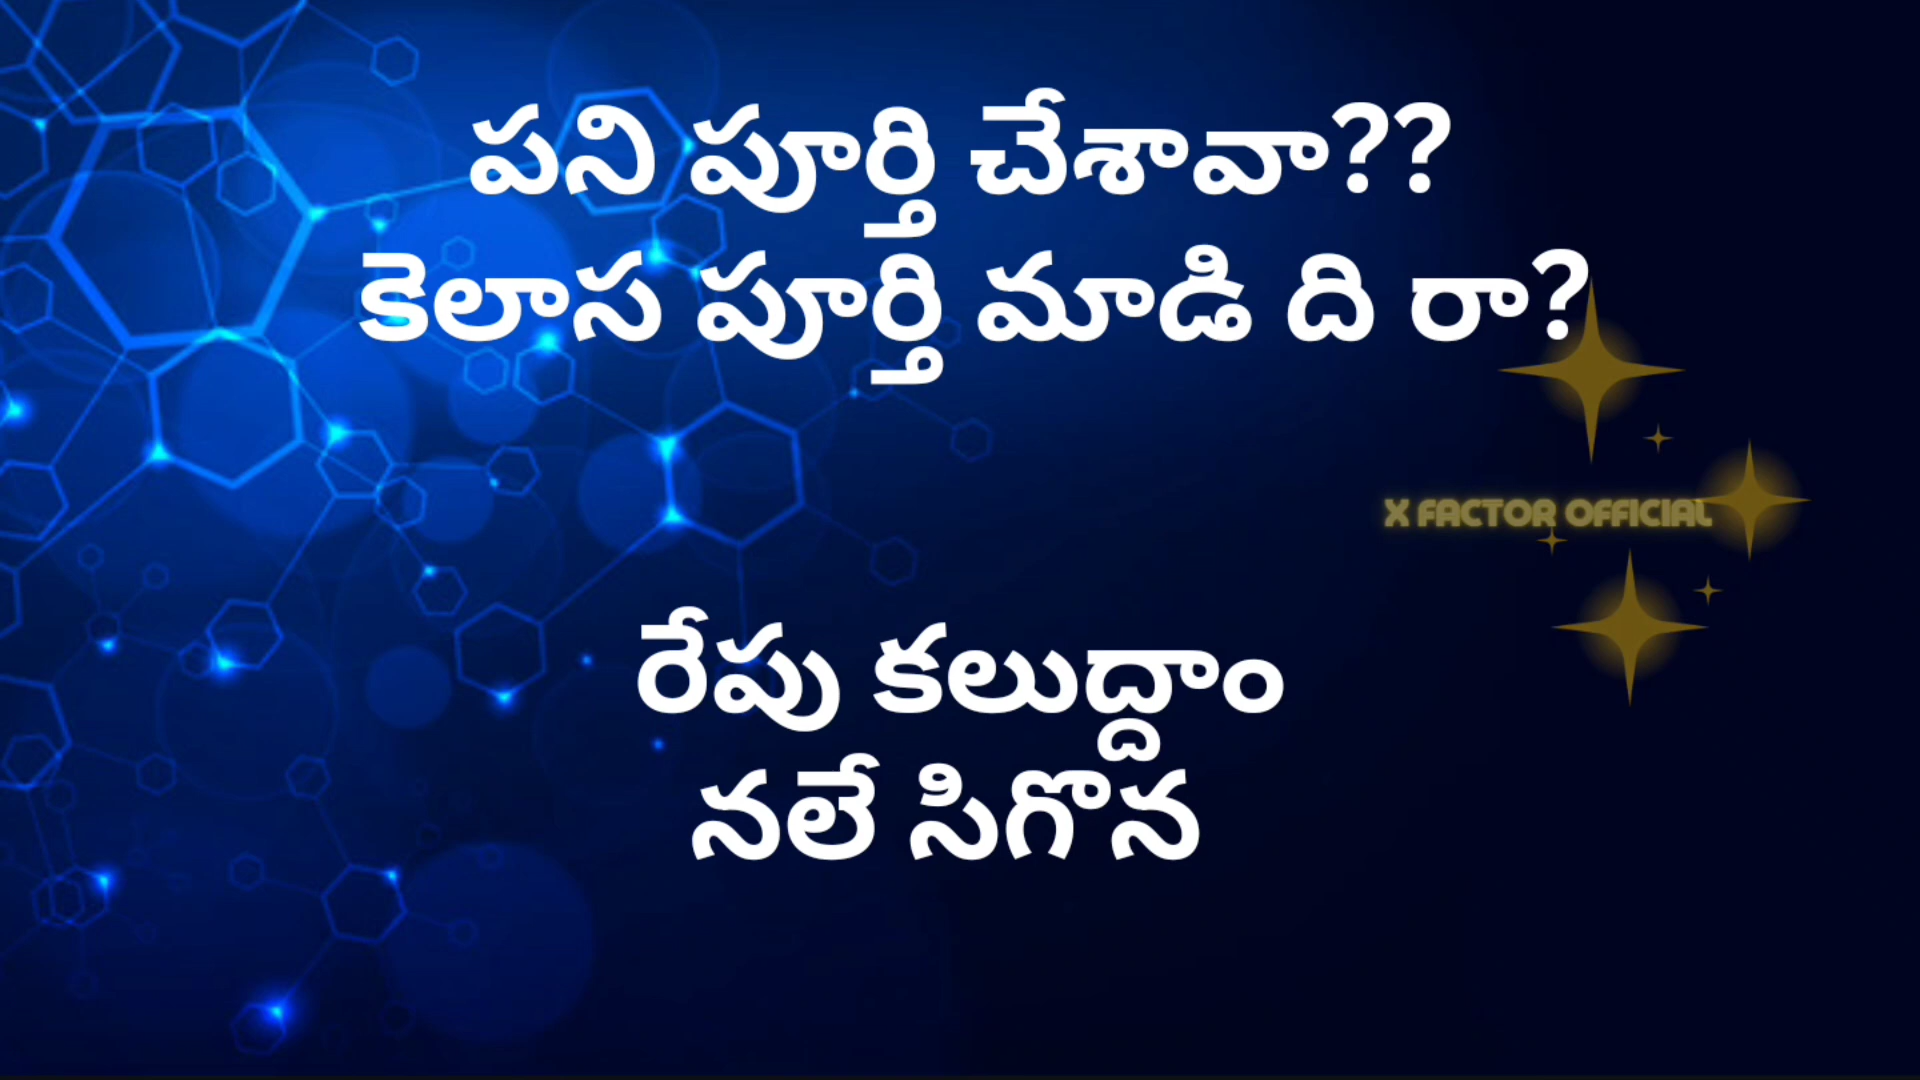 పని పూర్తి చేశావా??
కెలాస పూర్తి మాడి ది రా?
X FACTOR OFFICIAL
రేపు కలుద్దాం
నలే సిగొన